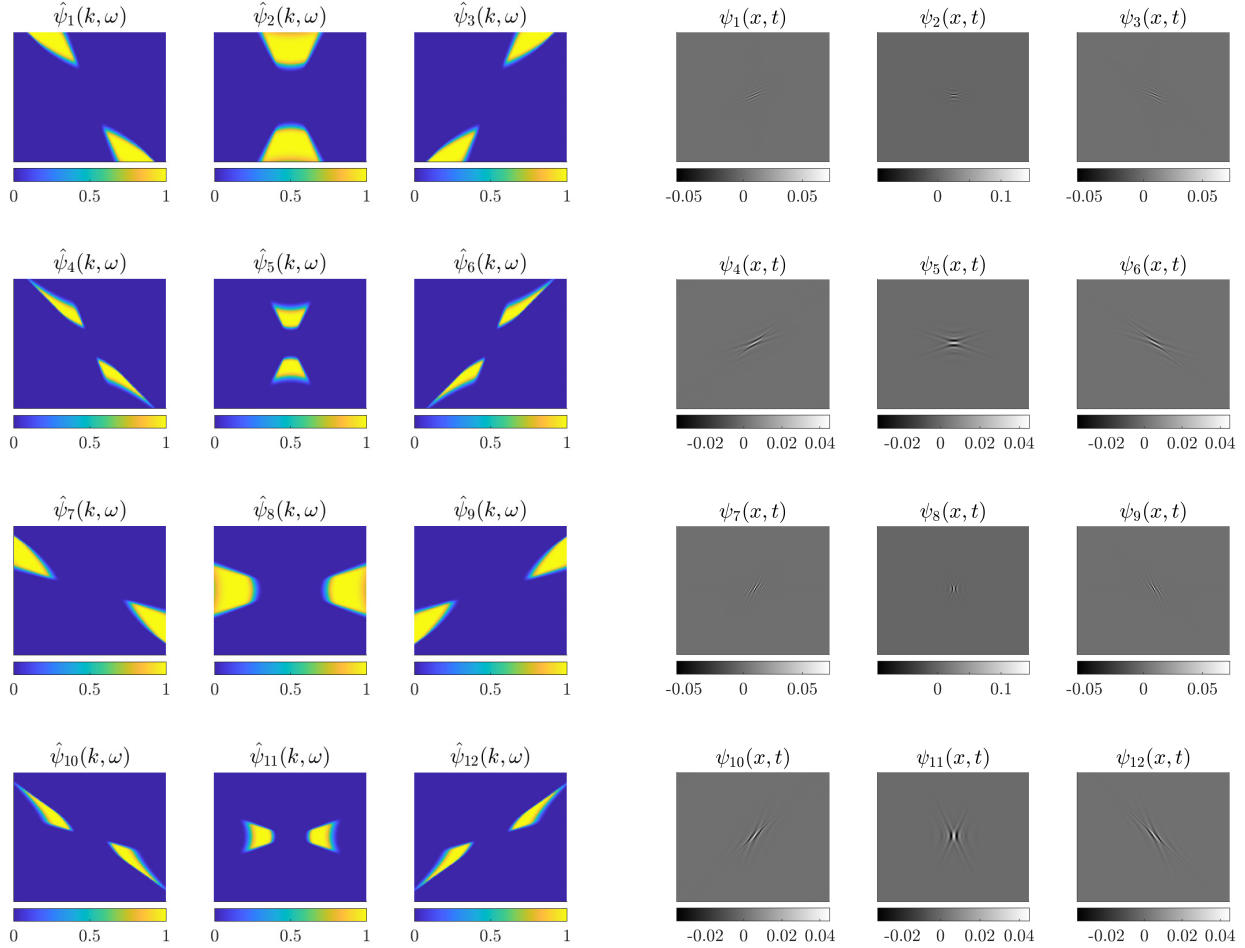 ψ̂₁(k, ω) ψ̂₂(k, ω) ψ̂₃(k, ω) ψ₁(x, t) ψ₂(x, t) ψ₃(x, t)
0 0.5 1 0 0.5 1 0 0.5 1 -0.05 0 0.05 0 0.1 -0.05 0 0.05
ψ̂₄(k, ω) ψ̂₅(k, ω) ψ̂₆(k, ω) ψ₄(x, t) ψ₅(x, t) ψ₆(x, t)
0 0.5 1 0 0.5 1 0 0.5 1 -0.02 0 0.02 0.04 -0.02 0 0.02 0.04 -0.02 0 0.02 0.04
ψ̂₇(k, ω) ψ̂₈(k, ω) ψ̂₉(k, ω) ψ₇(x, t) ψ₈(x, t) ψ₉(x, t)
0 0.5 1 0 0.5 1 0 0.5 1 -0.05 0 0.05 0 0.1 -0.05 0 0.05
ψ̂₁₀(k, ω) ψ̂₁₁(k, ω) ψ̂₁₂(k, ω) ψ₁₀(x, t) ψ₁₁(x, t) ψ₁₂(x, t)
0 0.5 1 0 0.5 1 0 0.5 1 -0.02 0 0.02 0.04 -0.02 0 0.02 0.04 -0.02 0 0.02 0.04